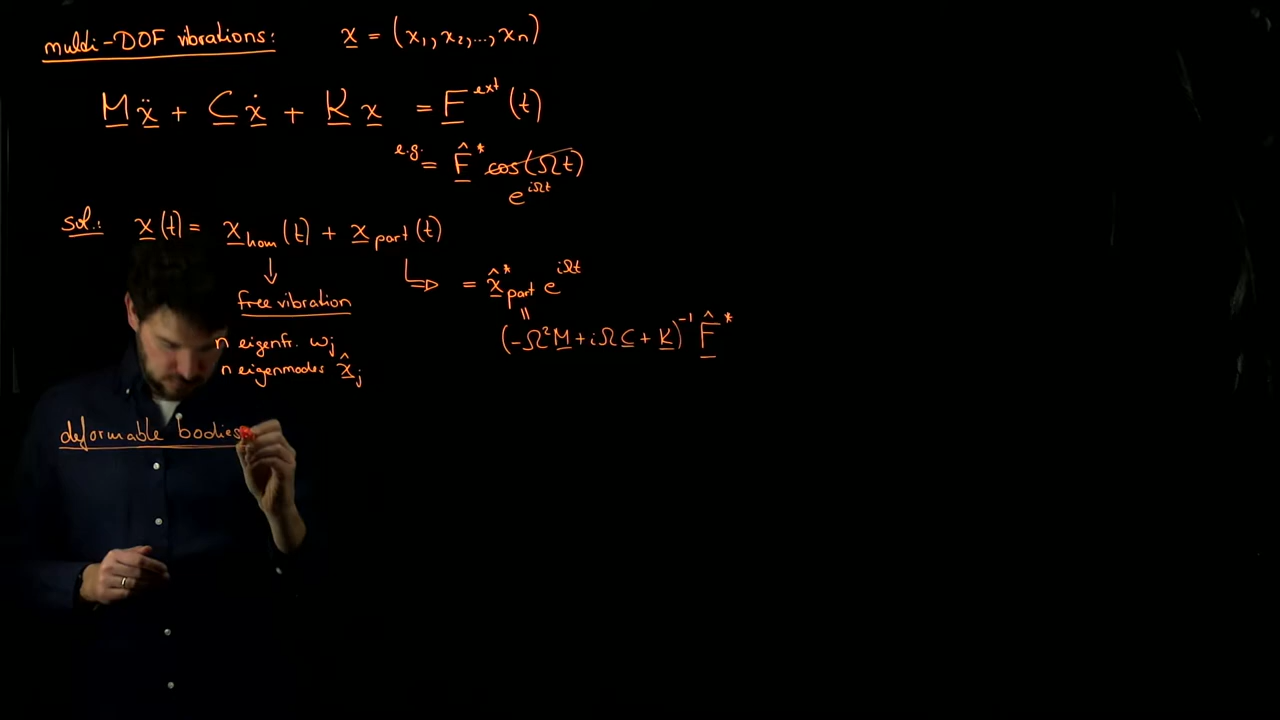 multi-DOF vibrations: x = (x₁, x₂, ..., xₙ)
M ẍ + C ẋ + K x = F^ext (t)
e.g. = F̂* cos(Ωt)
e^iΩt
sol.: x(t) = x_hom (t) + x_part (t)
↓ ↳ = x̂*_part e^iΩt
free vibration
(-Ω²M + iΩC + K)⁻¹ F̂*
n eigenfr. ωj
n eigenmodes x̂j
deformable bodies